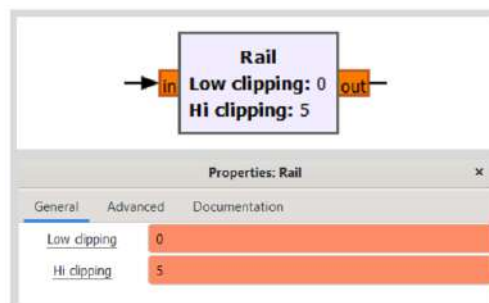 Rail
in Low clipping: 0 out
Hi clipping: 5
Properties: Rail ×
General Advanced Documentation
Low clipping 0
Hi clipping 5